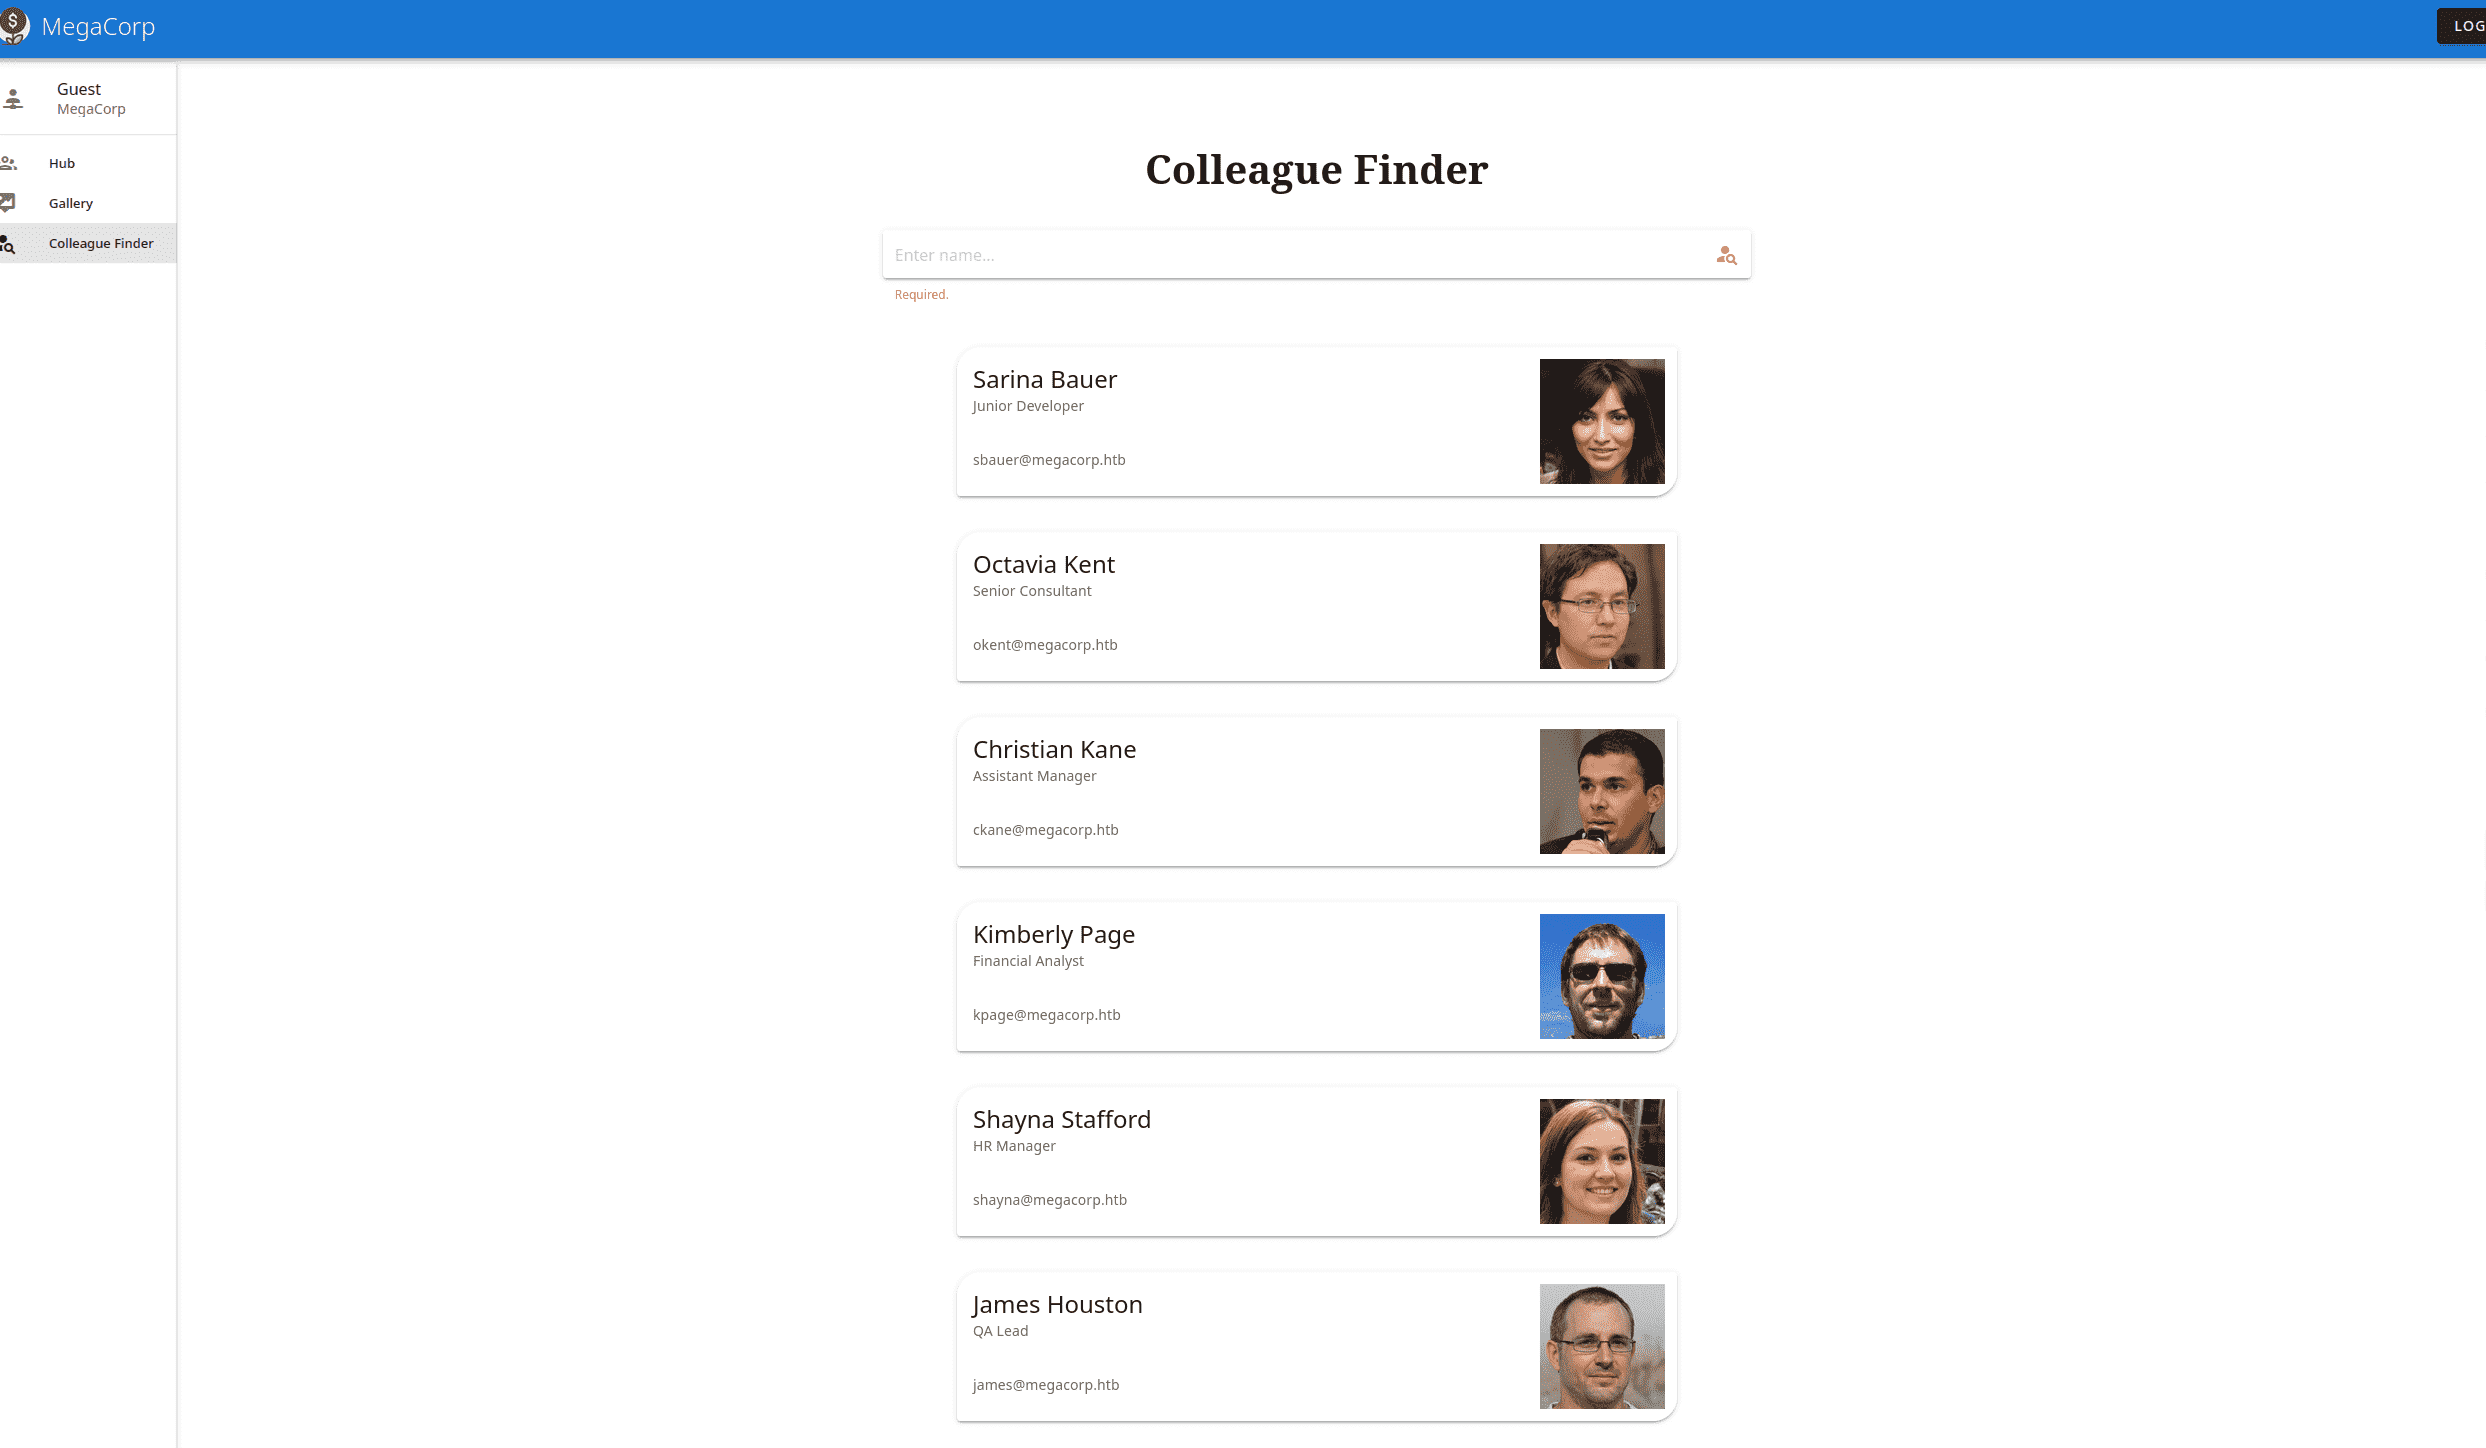 MegaCorp
LOG
Guest
MegaCorp
Hub
Gallery
Colleague Finder
Colleague Finder
Enter name...
Required.
Sarina Bauer
Junior Developer
sbauer@megacorp.htb
Octavia Kent
Senior Consultant
okent@megacorp.htb
Christian Kane
Assistant Manager
ckane@megacorp.htb
Kimberly Page
Financial Analyst
kpage@megacorp.htb
Shayna Stafford
HR Manager
shayna@megacorp.htb
James Houston
QA Lead
james@megacorp.htb